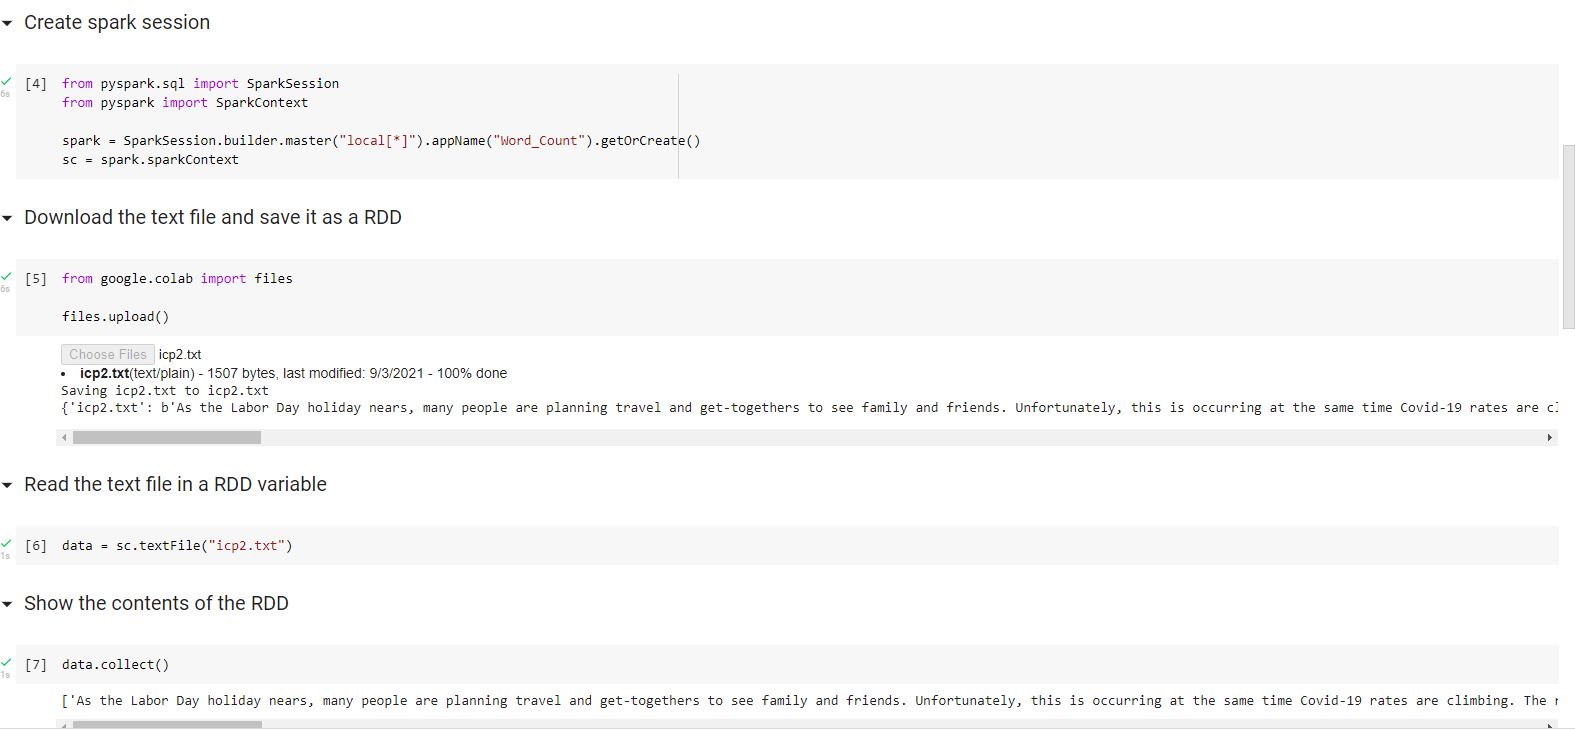 Create spark session
[4] from pyspark.sql import SparkSession
6s
from pyspark import SparkContext
spark = SparkSession.builder.master("local[*]").appName("Word_Count").getOrCreate()
sc = spark.sparkContext
Download the text file and save it as a RDD
[5] from google.colab import files
6s
files.upload()
Choose Files icp2.txt
• icp2.txt(text/plain) - 1507 bytes, last modified: 9/3/2021 - 100% done
Saving icp2.txt to icp2.txt
{'icp2.txt': b'As the Labor Day holiday nears, many people are planning travel and get-togethers to see family and friends. Unfortunately, this is occurring at the same time Covid-19 rates are cl
Read the text file in a RDD variable
[6] data = sc.textFile("icp2.txt")
1s
Show the contents of the RDD
[7] data.collect()
1s
['As the Labor Day holiday nears, many people are planning travel and get-togethers to see family and friends. Unfortunately, this is occurring at the same time Covid-19 rates are climbing. The r